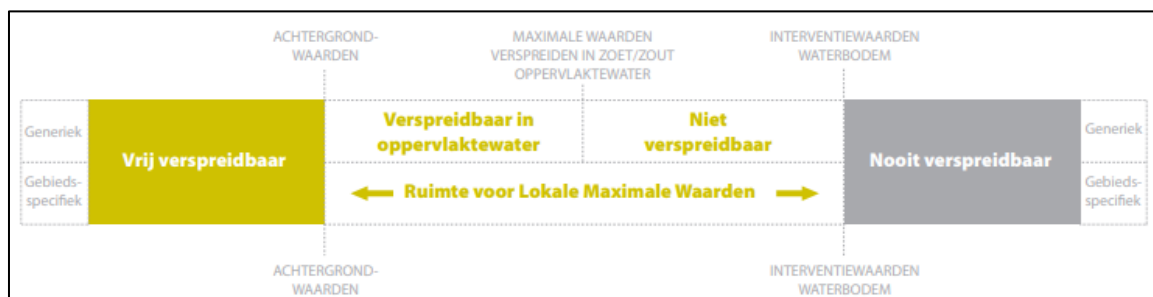 ACHTERGROND-
WAARDEN
MAXIMALE WAARDEN
VERSPREIDEN IN ZOET/ZOUT
OPPERVLAKTEWATER
INTERVENTIEWAARDEN
WATERBODEM
Generiek
Vrij verspreidbaar
Verspreidbaar in
oppervlaktewater
Niet
verspreidbaar
Nooit verspreidbaar
Generiek
Gebieds-
specifiek
Ruimte voor Lokale Maximale Waarden
Gebieds-
specifiek
ACHTERGROND-
WAARDEN
INTERVENTIEWAARDEN
WATERBODEM